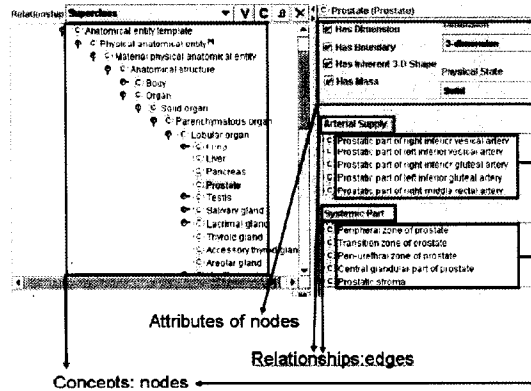 Relationship Superclass V C X
C Anatomical entity template
C Physical anatomical entity
C Material physical anatomical entity
C Anatomical structure
C Body
C Organ
C Solid organ
C Parenchymatous organ
C Lobular organ
C Lung
C Liver
C Pancreas
C Prostate
C Testis
C Salivary gland
C Lacrimal gland
C Thyroid gland
C Accessory thyroid glan
C Areolar gland
C Prostate (Prostate)
Has Dimension Dimension
Has Boundary 3-dimension
Has Inherent 3-D Shape
Has Mass Physical State
Solid
Arterial Supply
C Prostatic part of right inferior vesical artery
C Prostatic part of left inferior vesical artery
C Prostatic part of right inferior gluteal artery
C Prostatic part of left inferior gluteal artery
C Prostatic part of right middle rectal artery
Systemic Part
C Peripheral zone of prostate
C Transition zone of prostate
C Peri-urethral zone of prostate
C Central glandular part of prostate
C Prostatic stroma
Attributes of nodes
Relationships:edges
Concepts: nodes